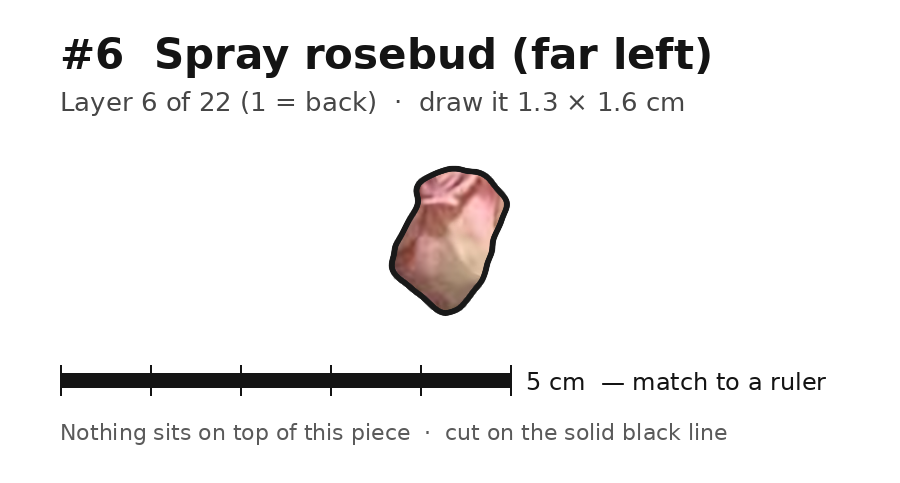 #6 Spray rosebud (far left)
Layer 6 of 22 (1 = back) · draw it 1.3 × 1.6 cm
5 cm — match to a ruler
Nothing sits on top of this piece · cut on the solid black line